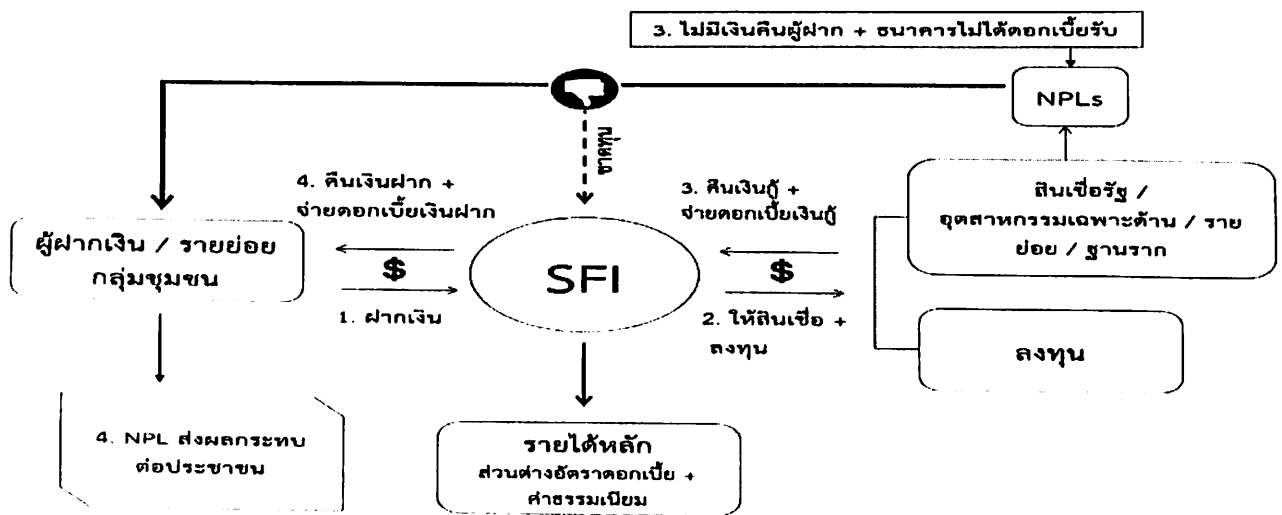 3. ไม่มีเงินคืนผู้ฝาก + ธนาคารไม่ได้ดอกเบี้ยรับ
NPLs
ขาดทุน
4. คืนเงินฝาก +
จ่ายดอกเบี้ยเงินฝาก
3. คืนเงินกู้ +
จ่ายดอกเบี้ยเงินกู้
สินเชื่อรัฐ /
อุตสาหกรรมเฉพาะด้าน / ราย
ย่อย / ฐานราก
ผู้ฝากเงิน / รายย่อย
กลุ่มชุมชน
$
SFI
$
1. ฝากเงิน
2. ให้สินเชื่อ +
ลงทุน
ลงทุน
4. NPL ส่งผลกระทบ
ต่อประชาชน
รายได้หลัก
ส่วนต่างอัตราดอกเบี้ย +
ค่าธรรมเนียม